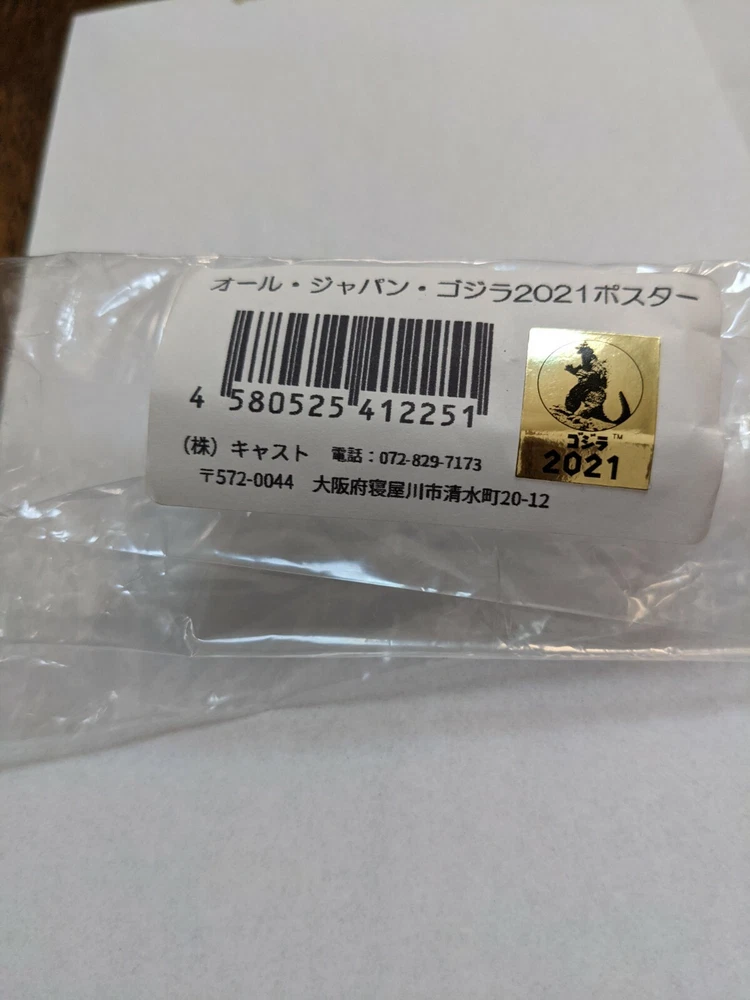 オール・ジャパン・ゴジラ2021ポスター
4 580525 412251
(株) キャスト 電話：072-829-7173
〒572-0044 大阪府寝屋川市清水町20-12
ゴジラ™
2021